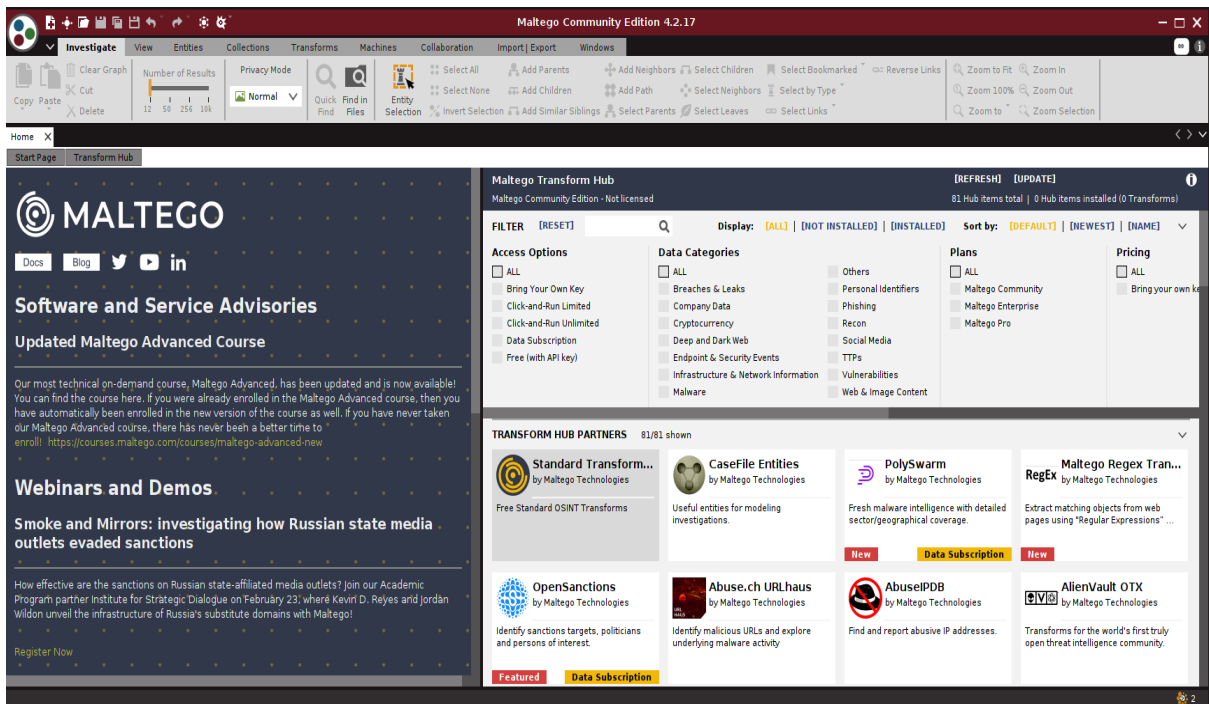 Maltego Community Edition 4.2.17
Investigate View Entities Collections Transforms Machines Collaboration Import | Export Windows
Copy Paste
Clear Graph
Cut
Delete
Number of Results
12 50 256 10k
Privacy Mode
Normal
Quick Find
Find in Files
Entity Selection
Select All
Select None
Invert Selection
Add Parents
Add Children
Add Similar Siblings
Add Neighbors
Add Path
Select Parents
Select Children
Select Neighbors
Select Leaves
Select Bookmarked
Select by Type
Select Links
Reverse Links
Zoom to Fit
Zoom 100%
Zoom to
Zoom In
Zoom Out
Zoom Selection
Home X
Start Page Transform Hub
MALTEGO
Docs Blog
Software and Service Advisories
Updated Maltego Advanced Course
Our most technical on-demand course, Maltego Advanced, has been updated and is now available!
You can find the course here. If you were already enrolled in the Maltego Advanced course, then you
have automatically been enrolled in the new version of the course as well. If you have never taken
our Maltego Advanced course, there has never been a better time to
enroll! https://courses.maltego.com/courses/maltego-advanced-new
Webinars and Demos
Smoke and Mirrors: investigating how Russian state media
outlets evaded sanctions
How effective are the sanctions on Russian state-affiliated media outlets? Join our Academic
Program partner Institute for Strategic Dialogue on February 23, where Kevin D. Reyes and Jordan
Wildon unveil the infrastructure of Russia's substitute domains with Maltego!
Register Now
Maltego Transform Hub
Maltego Community Edition - Not licensed
[REFRESH] [UPDATE]
81 Hub items total | 0 Hub items installed (0 Transforms)
FILTER [RESET]
Display: [ALL] | [NOT INSTALLED] | [INSTALLED]
Sort by: [DEFAULT] | [NEWEST] | [NAME]
Access Options
ALL
Bring Your Own Key
Click-and-Run Limited
Click-and-Run Unlimited
Data Subscription
Free (with API key)
Data Categories
ALL
Breaches & Leaks
Company Data
Cryptocurrency
Deep and Dark Web
Endpoint & Security Events
Infrastructure & Network Information
Malware
Others
Personal Identifiers
Phishing
Recon
Social Media
TTPs
Vulnerabilities
Web & Image Content
Plans
ALL
Maltego Community
Maltego Enterprise
Maltego Pro
Pricing
ALL
Bring your own ke
TRANSFORM HUB PARTNERS 81/81 shown
Standard Transform...
by Maltego Technologies
Free Standard OSINT Transforms
CaseFile Entities
by Maltego Technologies
Useful entities for modeling
investigations.
PolySwarm
by Maltego Technologies
Fresh malware intelligence with detailed
sector/geographical coverage.
New Data Subscription
RegEx
Maltego Regex Tran...
by Maltego Technologies
Extract matching objects from web
pages using "Regular Expressions" ...
New
OpenSanctions
by Maltego Technologies
Identify sanctions targets, politicians
and persons of interest.
Featured Data Subscription
URL
HAUS
Abuse.ch URLhaus
by Maltego Technologies
Identify malicious URLs and explore
underlying malware activity
AbuseIPDB
by Maltego Technologies
Find and report abusive IP addresses.
AlienVault OTX
by Maltego Technologies
Transforms for the world's first truly
open threat intelligence community.
2